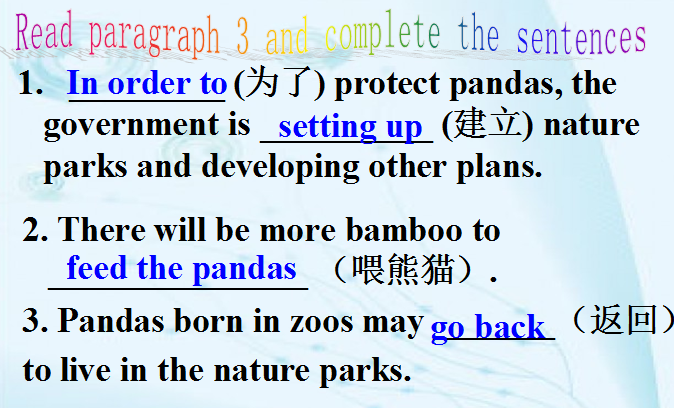 Read paragraph 3 and complete the sentences
1. In order to (为了) protect pandas, the
government is setting up (建立) nature
parks and developing other plans.
2. There will be more bamboo to
feed the pandas （喂熊猫）.
3. Pandas born in zoos may go back （返回）
to live in the nature parks.